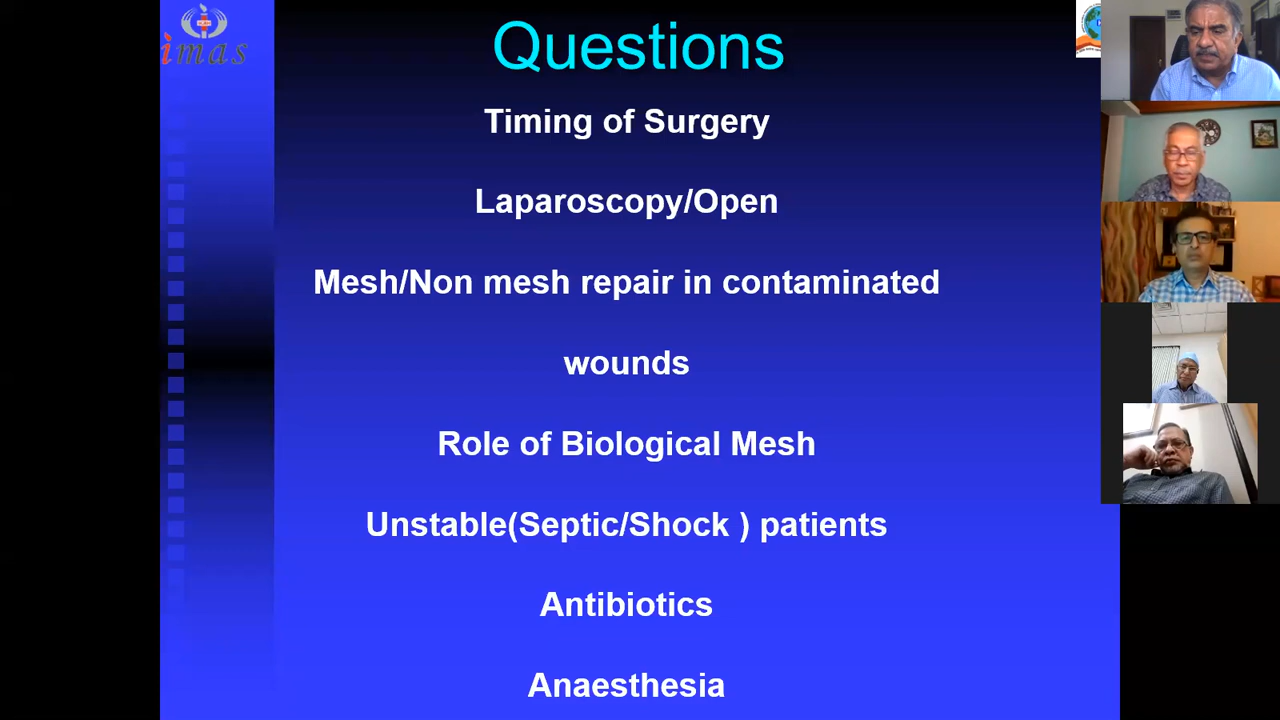 imas
Questions
Timing of Surgery
Laparoscopy/Open
Mesh/Non mesh repair in contaminated
wounds
Role of Biological Mesh
Unstable(Septic/Shock ) patients
Antibiotics
Anaesthesia